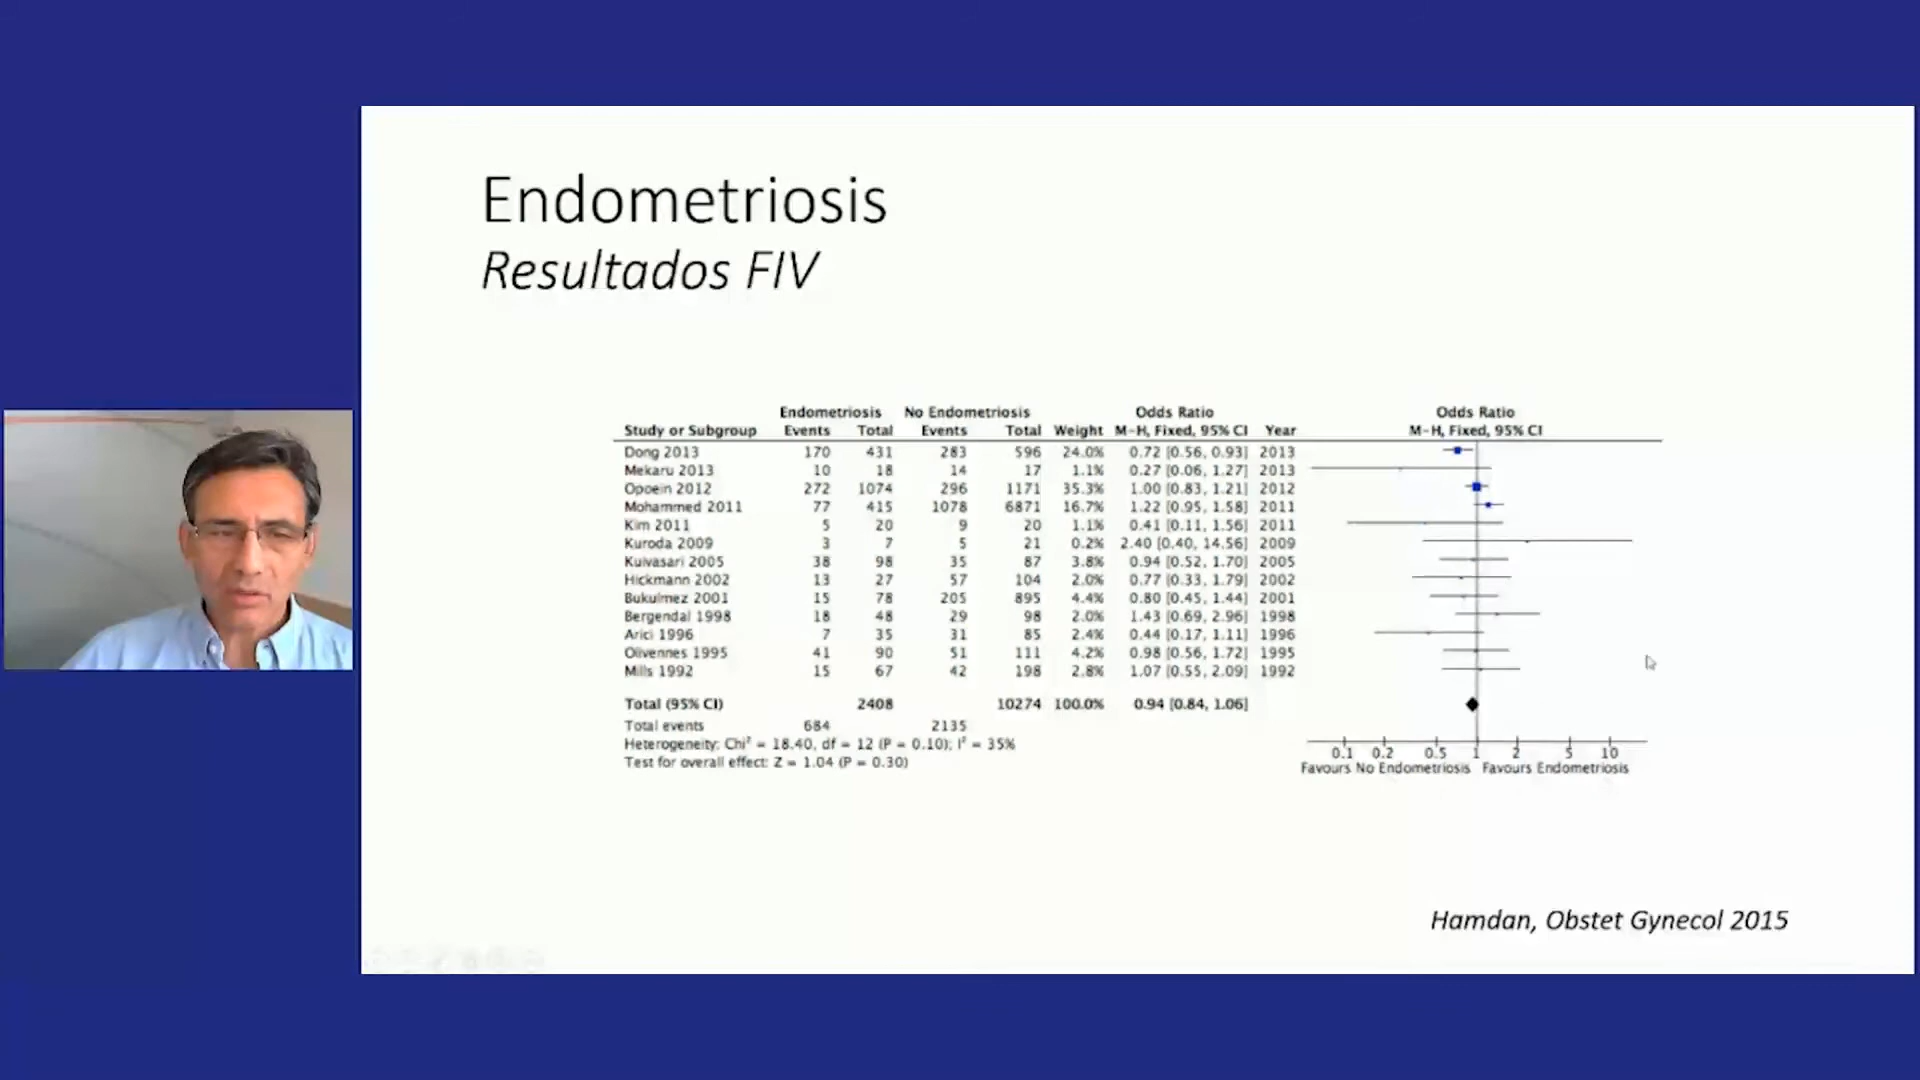 Endometriosis
Resultados FIV
Endometriosis No Endometriosis Odds Ratio Odds Ratio
Study or Subgroup Events Total Events Total Weight M-H, Fixed, 95% CI Year M-H, Fixed, 95% CI
Dong 2013 170 431 283 596 24.0% 0.72 [0.56, 0.93] 2013
Mekaru 2013 10 18 14 17 1.1% 0.27 [0.06, 1.27] 2013
Opoein 2012 272 1074 296 1171 35.3% 1.00 [0.83, 1.21] 2012
Mohammed 2011 77 415 1078 6871 16.7% 1.22 [0.95, 1.58] 2011
Kim 2011 5 20 9 20 1.1% 0.41 [0.11, 1.56] 2011
Kuroda 2009 3 7 5 21 0.2% 2.40 [0.40, 14.56] 2009
Kuivasari 2005 38 98 35 87 3.8% 0.94 [0.52, 1.70] 2005
Hickmann 2002 13 27 57 104 2.0% 0.77 [0.33, 1.79] 2002
Bukulmez 2001 15 78 205 895 4.4% 0.80 [0.45, 1.44] 2001
Bergendal 1998 18 48 29 98 2.0% 1.43 [0.69, 2.96] 1998
Arici 1996 7 35 31 85 2.4% 0.44 [0.17, 1.11] 1996
Olivennes 1995 41 90 51 111 4.2% 0.98 [0.56, 1.72] 1995
Mills 1992 15 67 42 198 2.8% 1.07 [0.55, 2.09] 1992
Total (95% CI) 2408 10274 100.0% 0.94 [0.84, 1.06]
Total events 684 2135
Heterogeneity: Chi² = 18.40, df = 12 (P = 0.10); I² = 35%
Test for overall effect: Z = 1.04 (P = 0.30)
0.1 0.2 0.5 1 2 5 10
Favours No Endometriosis Favours Endometriosis
Hamdan, Obstet Gynecol 2015